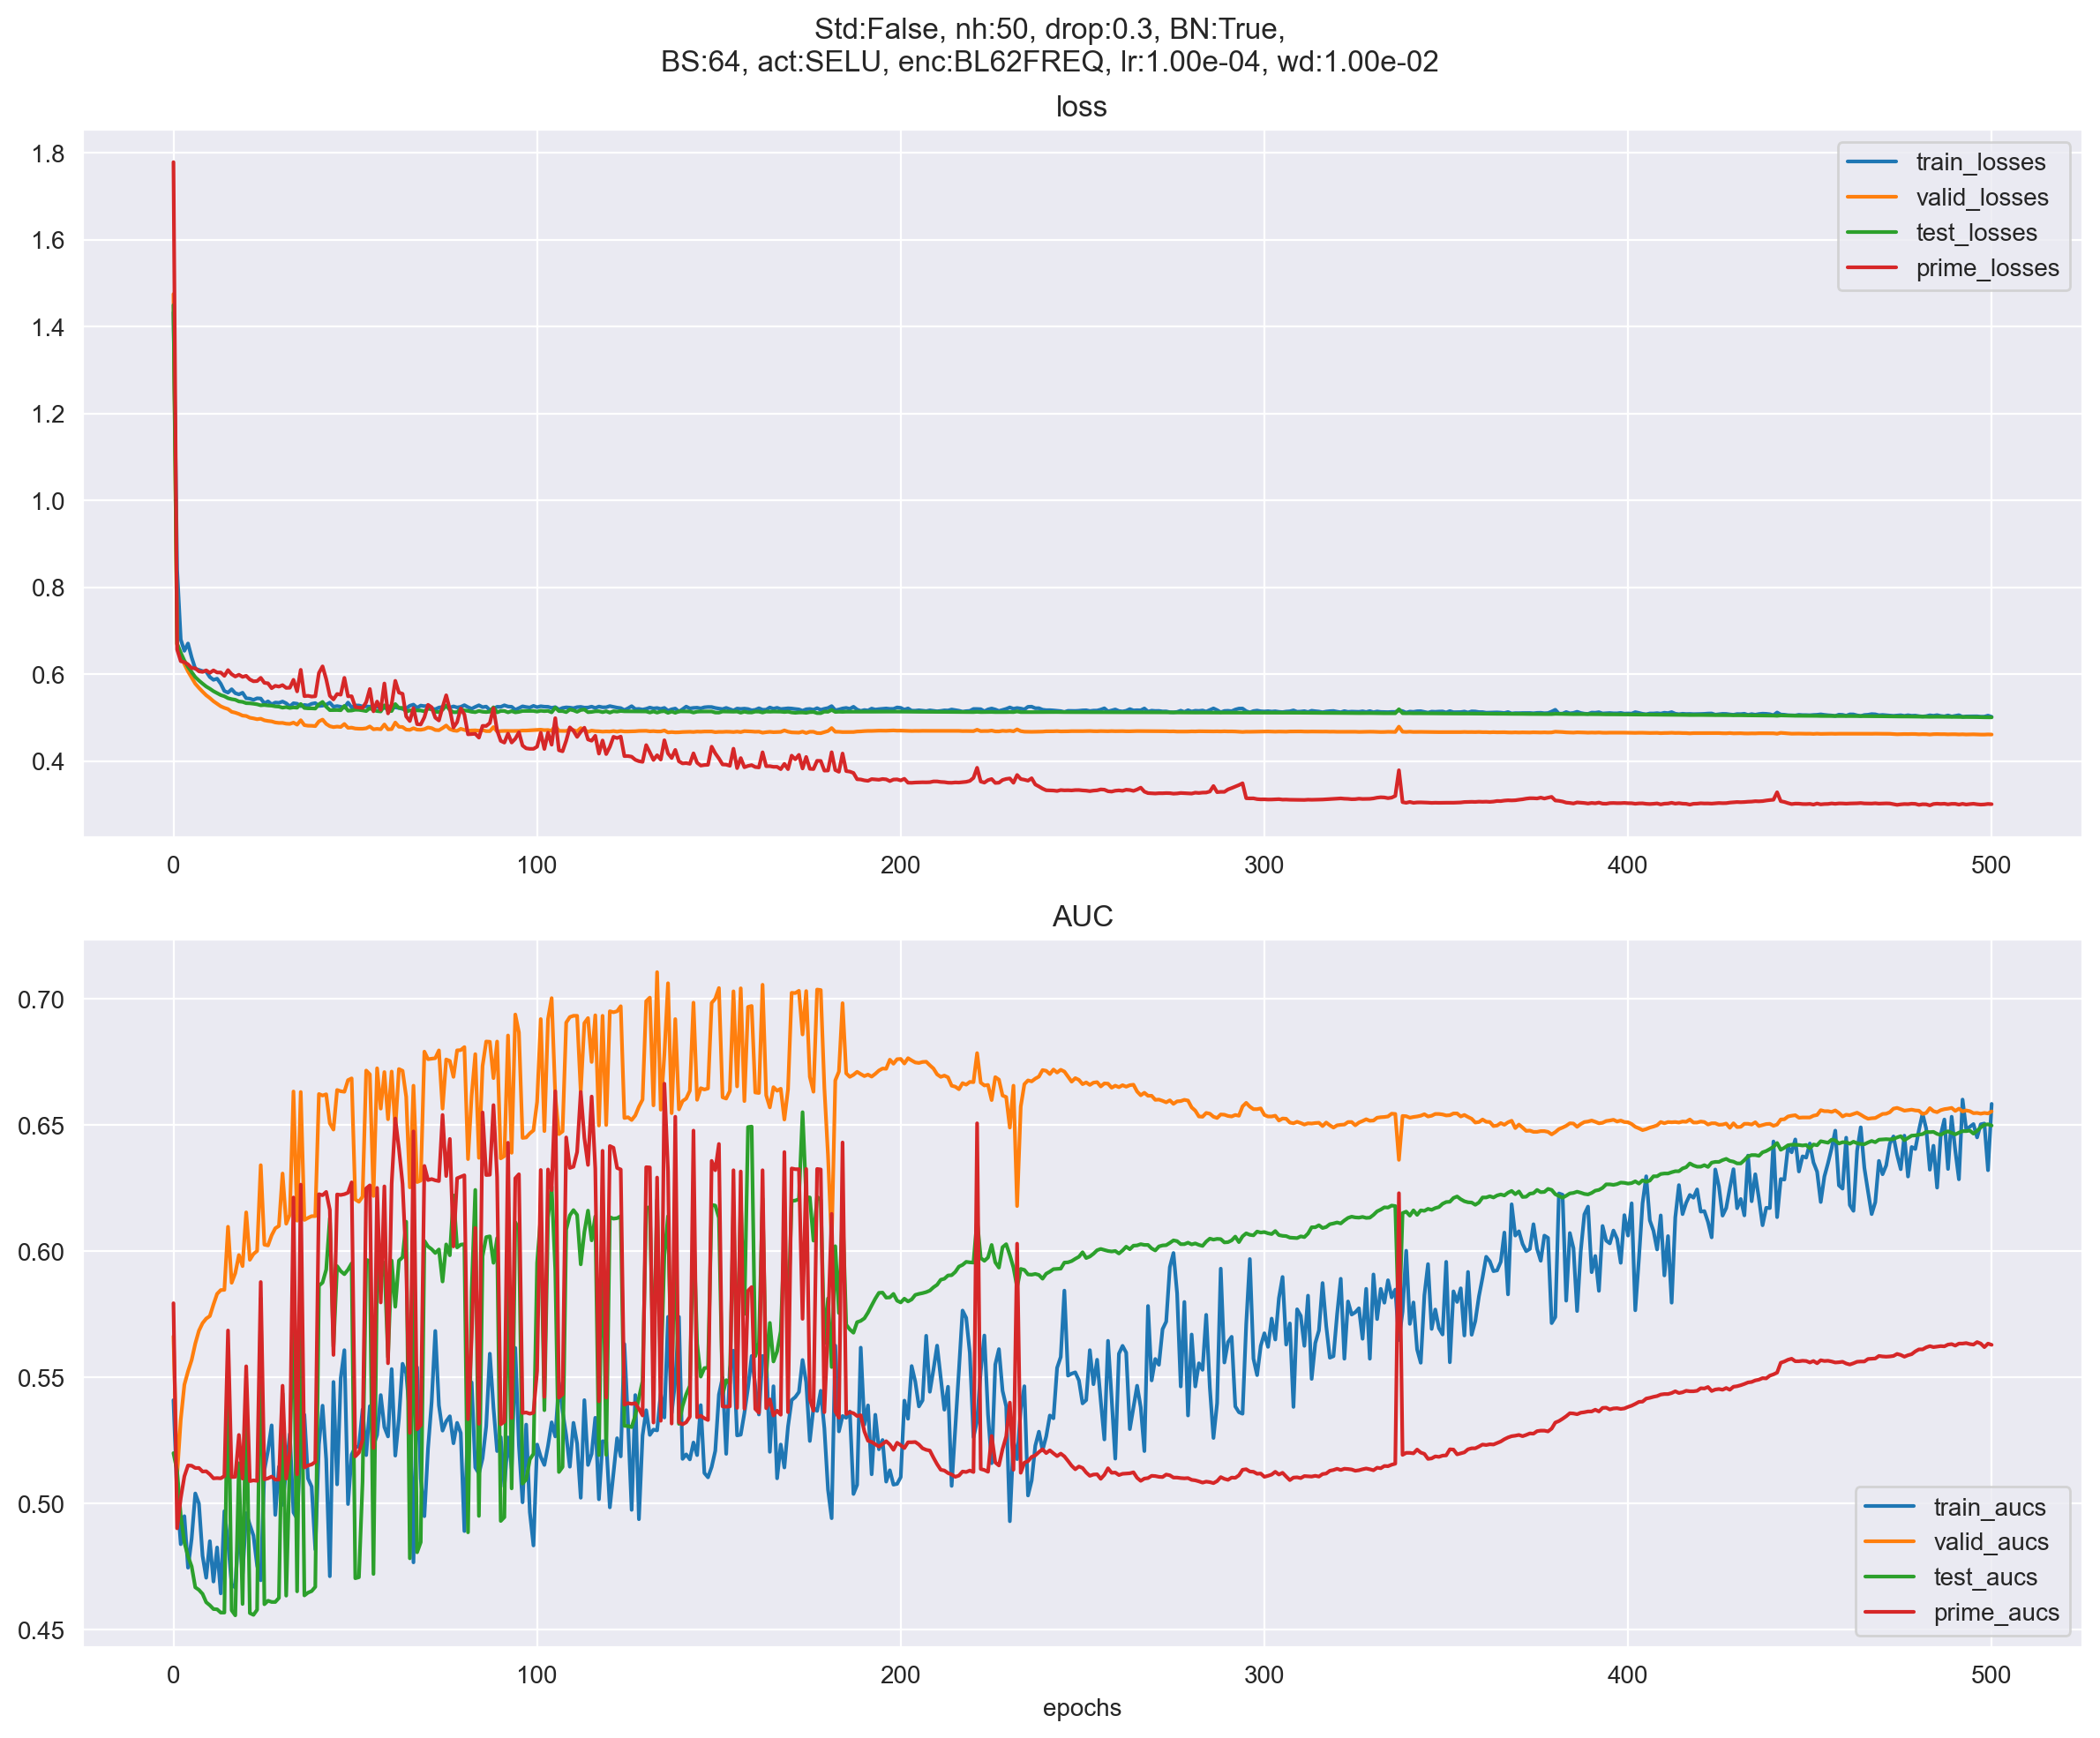 Std:False, nh:50, drop:0.3, BN:True,
BS:64, act:SELU, enc:BL62FREQ, lr:1.00e-04, wd:1.00e-02
loss
1.8
1.6
1.4
1.2
1.0
0.8
0.6
0.4
train_losses
valid_losses
test_losses
prime_losses
0 100 200 300 400 500
AUC
0.70
0.65
0.60
0.55
0.50
0.45
train_aucs
valid_aucs
test_aucs
prime_aucs
0 100 200 300 400 500
epochs